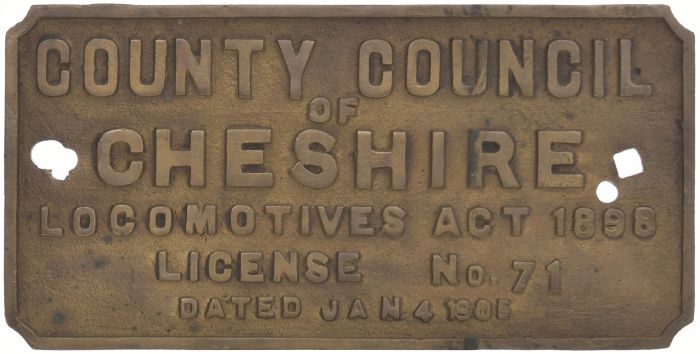 COUNTY COUNCIL
OF
CHESHIRE
LOCOMOTIVES ACT 1898
LICENSE No. 71
DATED JAN 4 1905